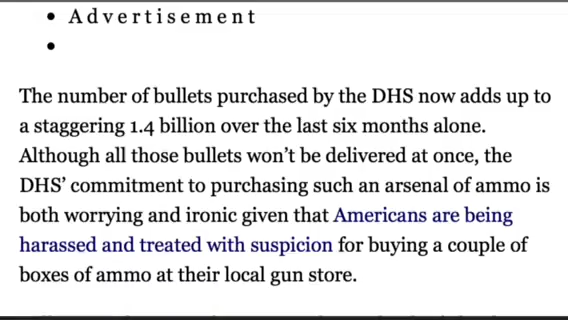 Advertisement
The number of bullets purchased by the DHS now adds up to
a staggering 1.4 billion over the last six months alone.
Although all those bullets won't be delivered at once, the
DHS' commitment to purchasing such an arsenal of ammo is
both worrying and ironic given that Americans are being
harassed and treated with suspicion for buying a couple of
boxes of ammo at their local gun store.